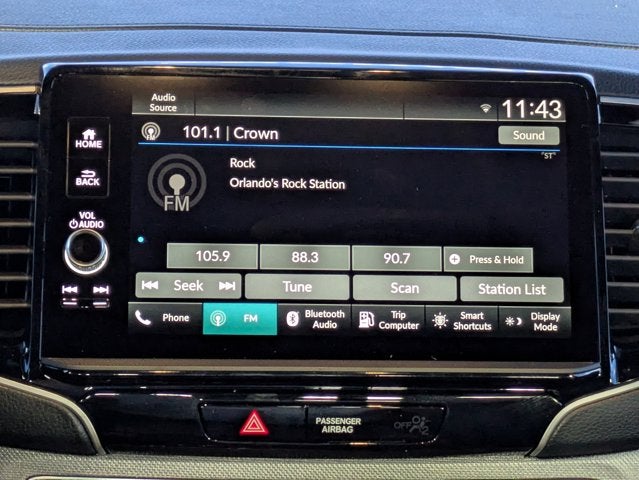 Audio
Source
11:43
HOME
BACK
VOL
AUDIO
101.1 | Crown
Sound
"ST"
Rock
Orlando's Rock Station
FM
105.9
88.3
90.7
+ Press & Hold
Seek
Tune
Scan
Station List
Phone
FM
Bluetooth
Audio
Trip
Computer
Smart
Shortcuts
Display
Mode
PASSENGER
AIRBAG
OFF
2